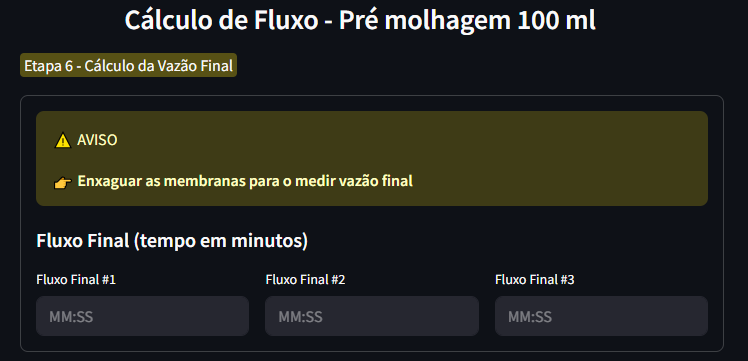 Cálculo de Fluxo - Pré molhagem 100 ml
Etapa 6 - Cálculo da Vazão Final
AVISO
Enxaguar as membranas para o medir vazão final
Fluxo Final (tempo em minutos)
Fluxo Final #1 Fluxo Final #2 Fluxo Final #3
MM:SS MM:SS MM:SS